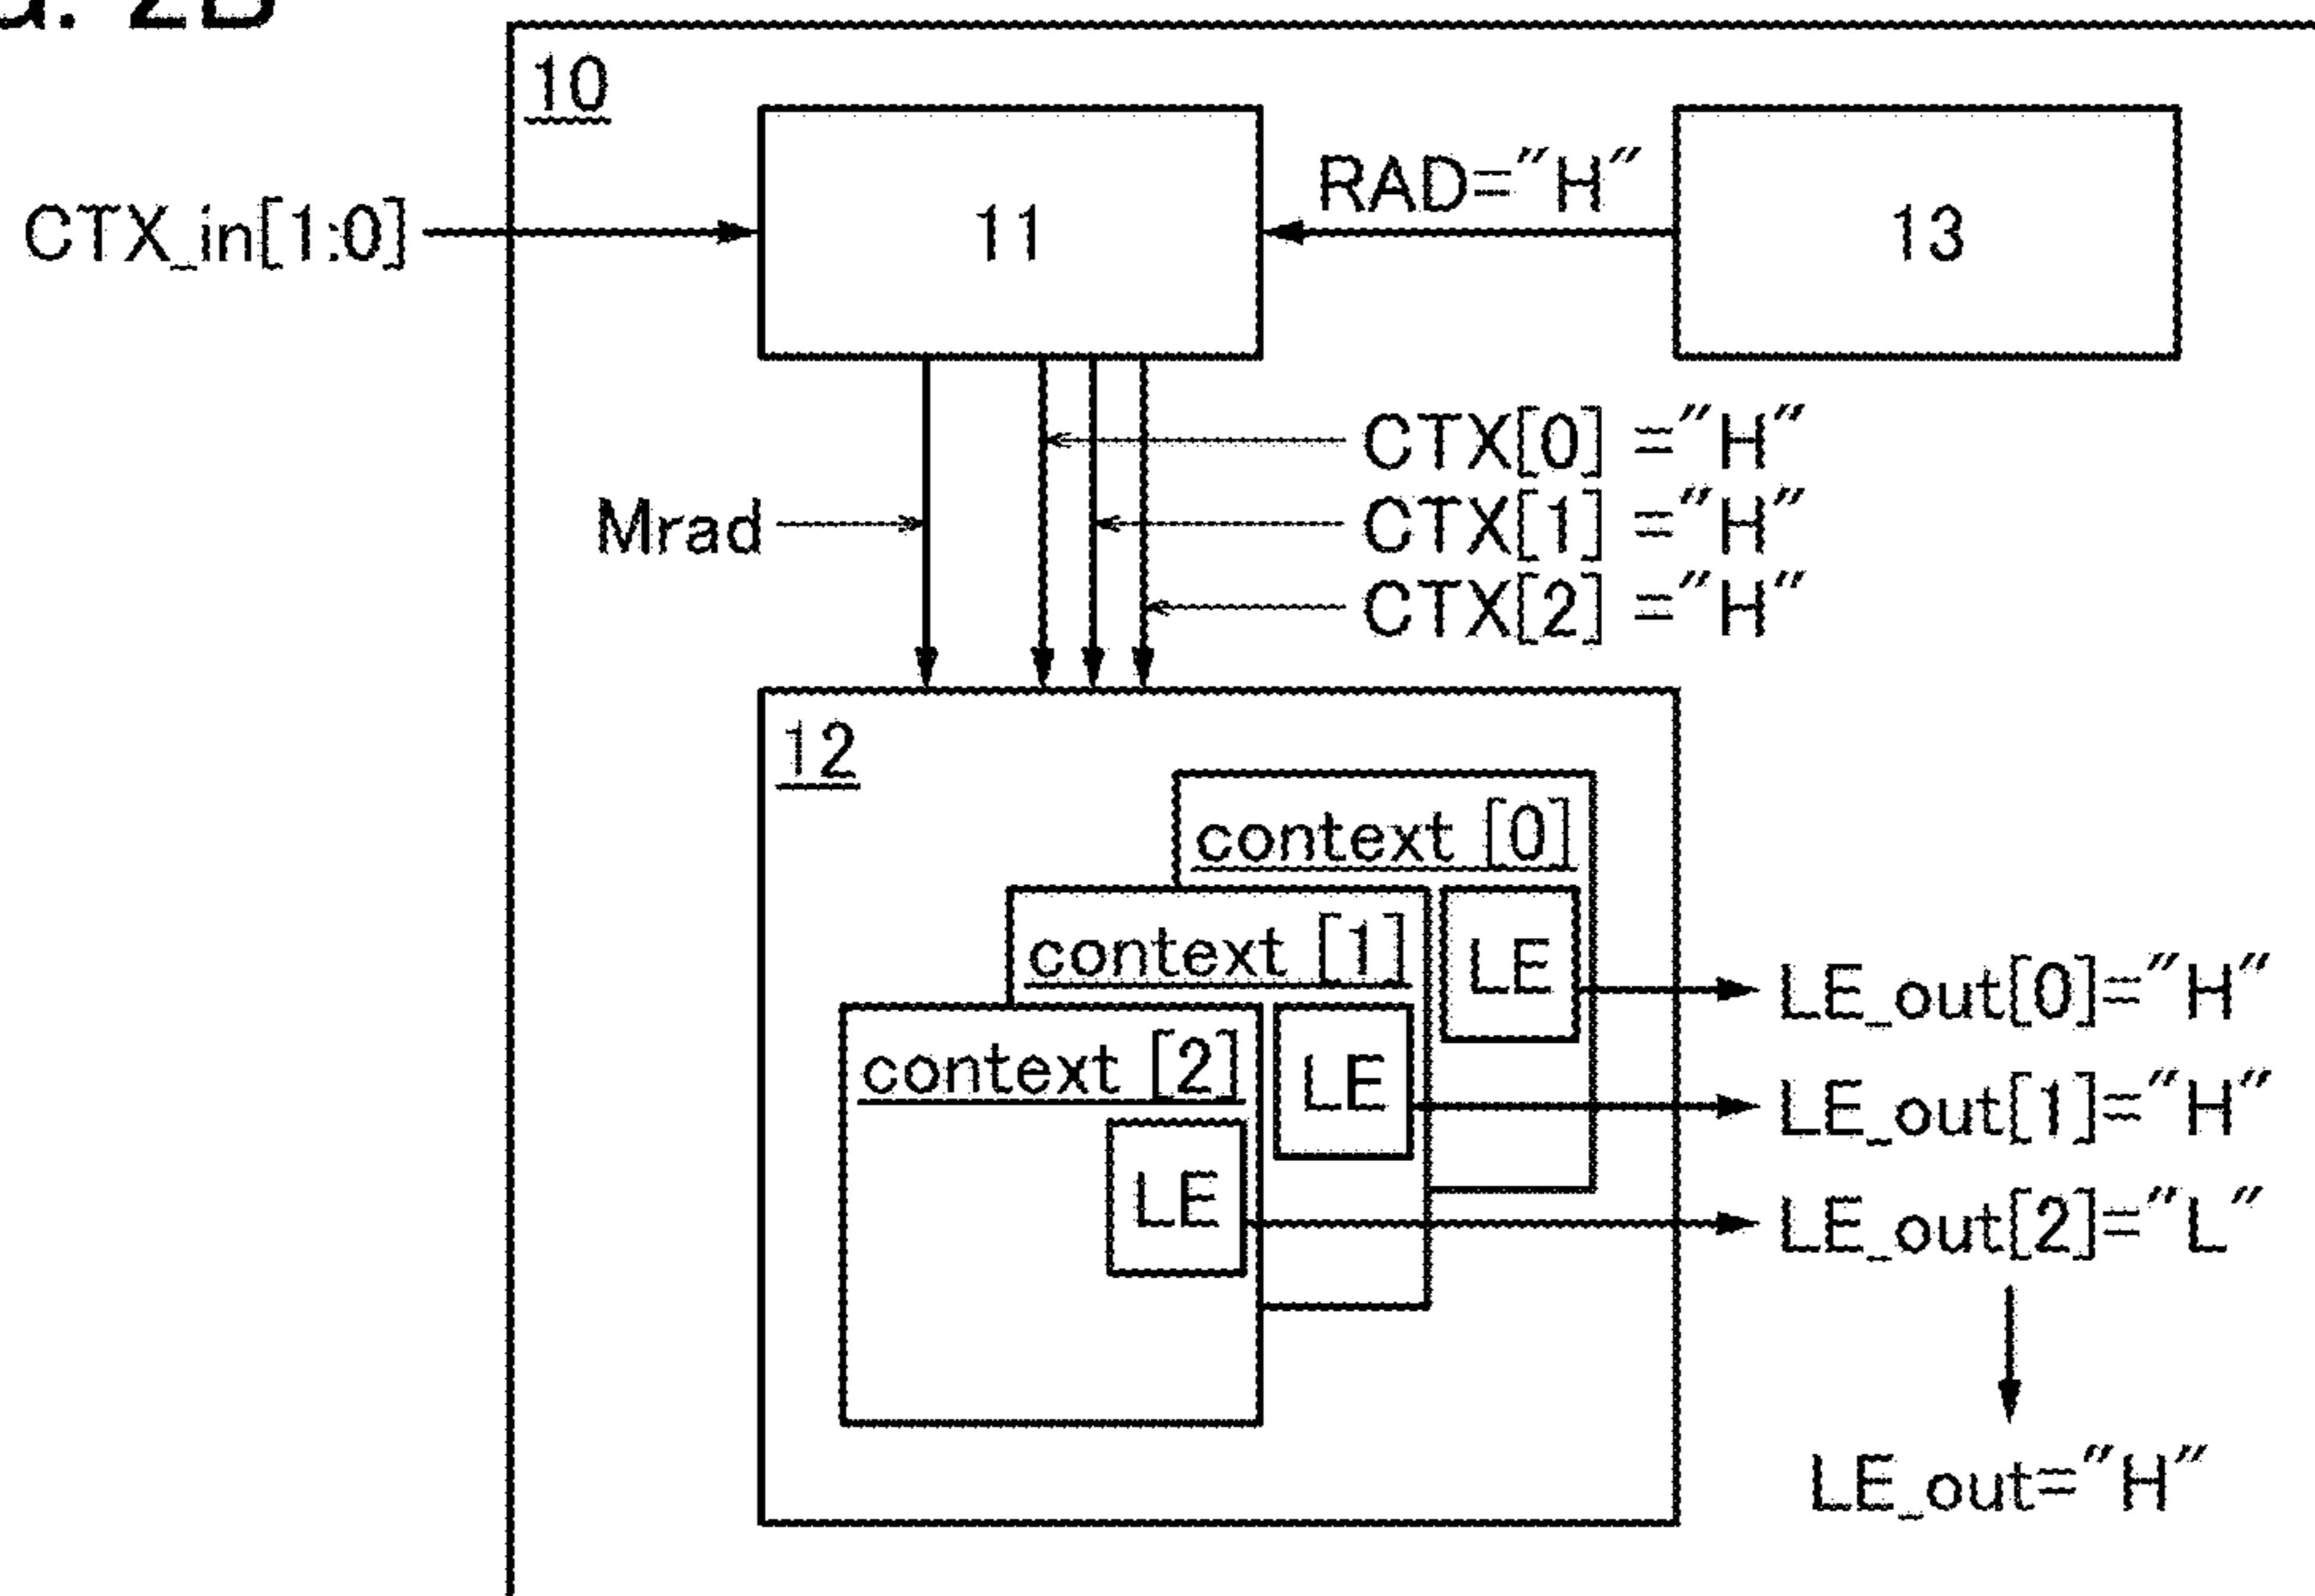 2B
10
11
RAD="H"
13
CTX_in[1:0]
CTX[0] ="H"
Mrad
CTX[1] ="H"
CTX[2] ="H"
12
context [0]
context [1]
LE
LE_out[0]="H"
context [2]
LE
LE_out[1]="H"
LE
LE_out[2]="L"
LE_out="H"